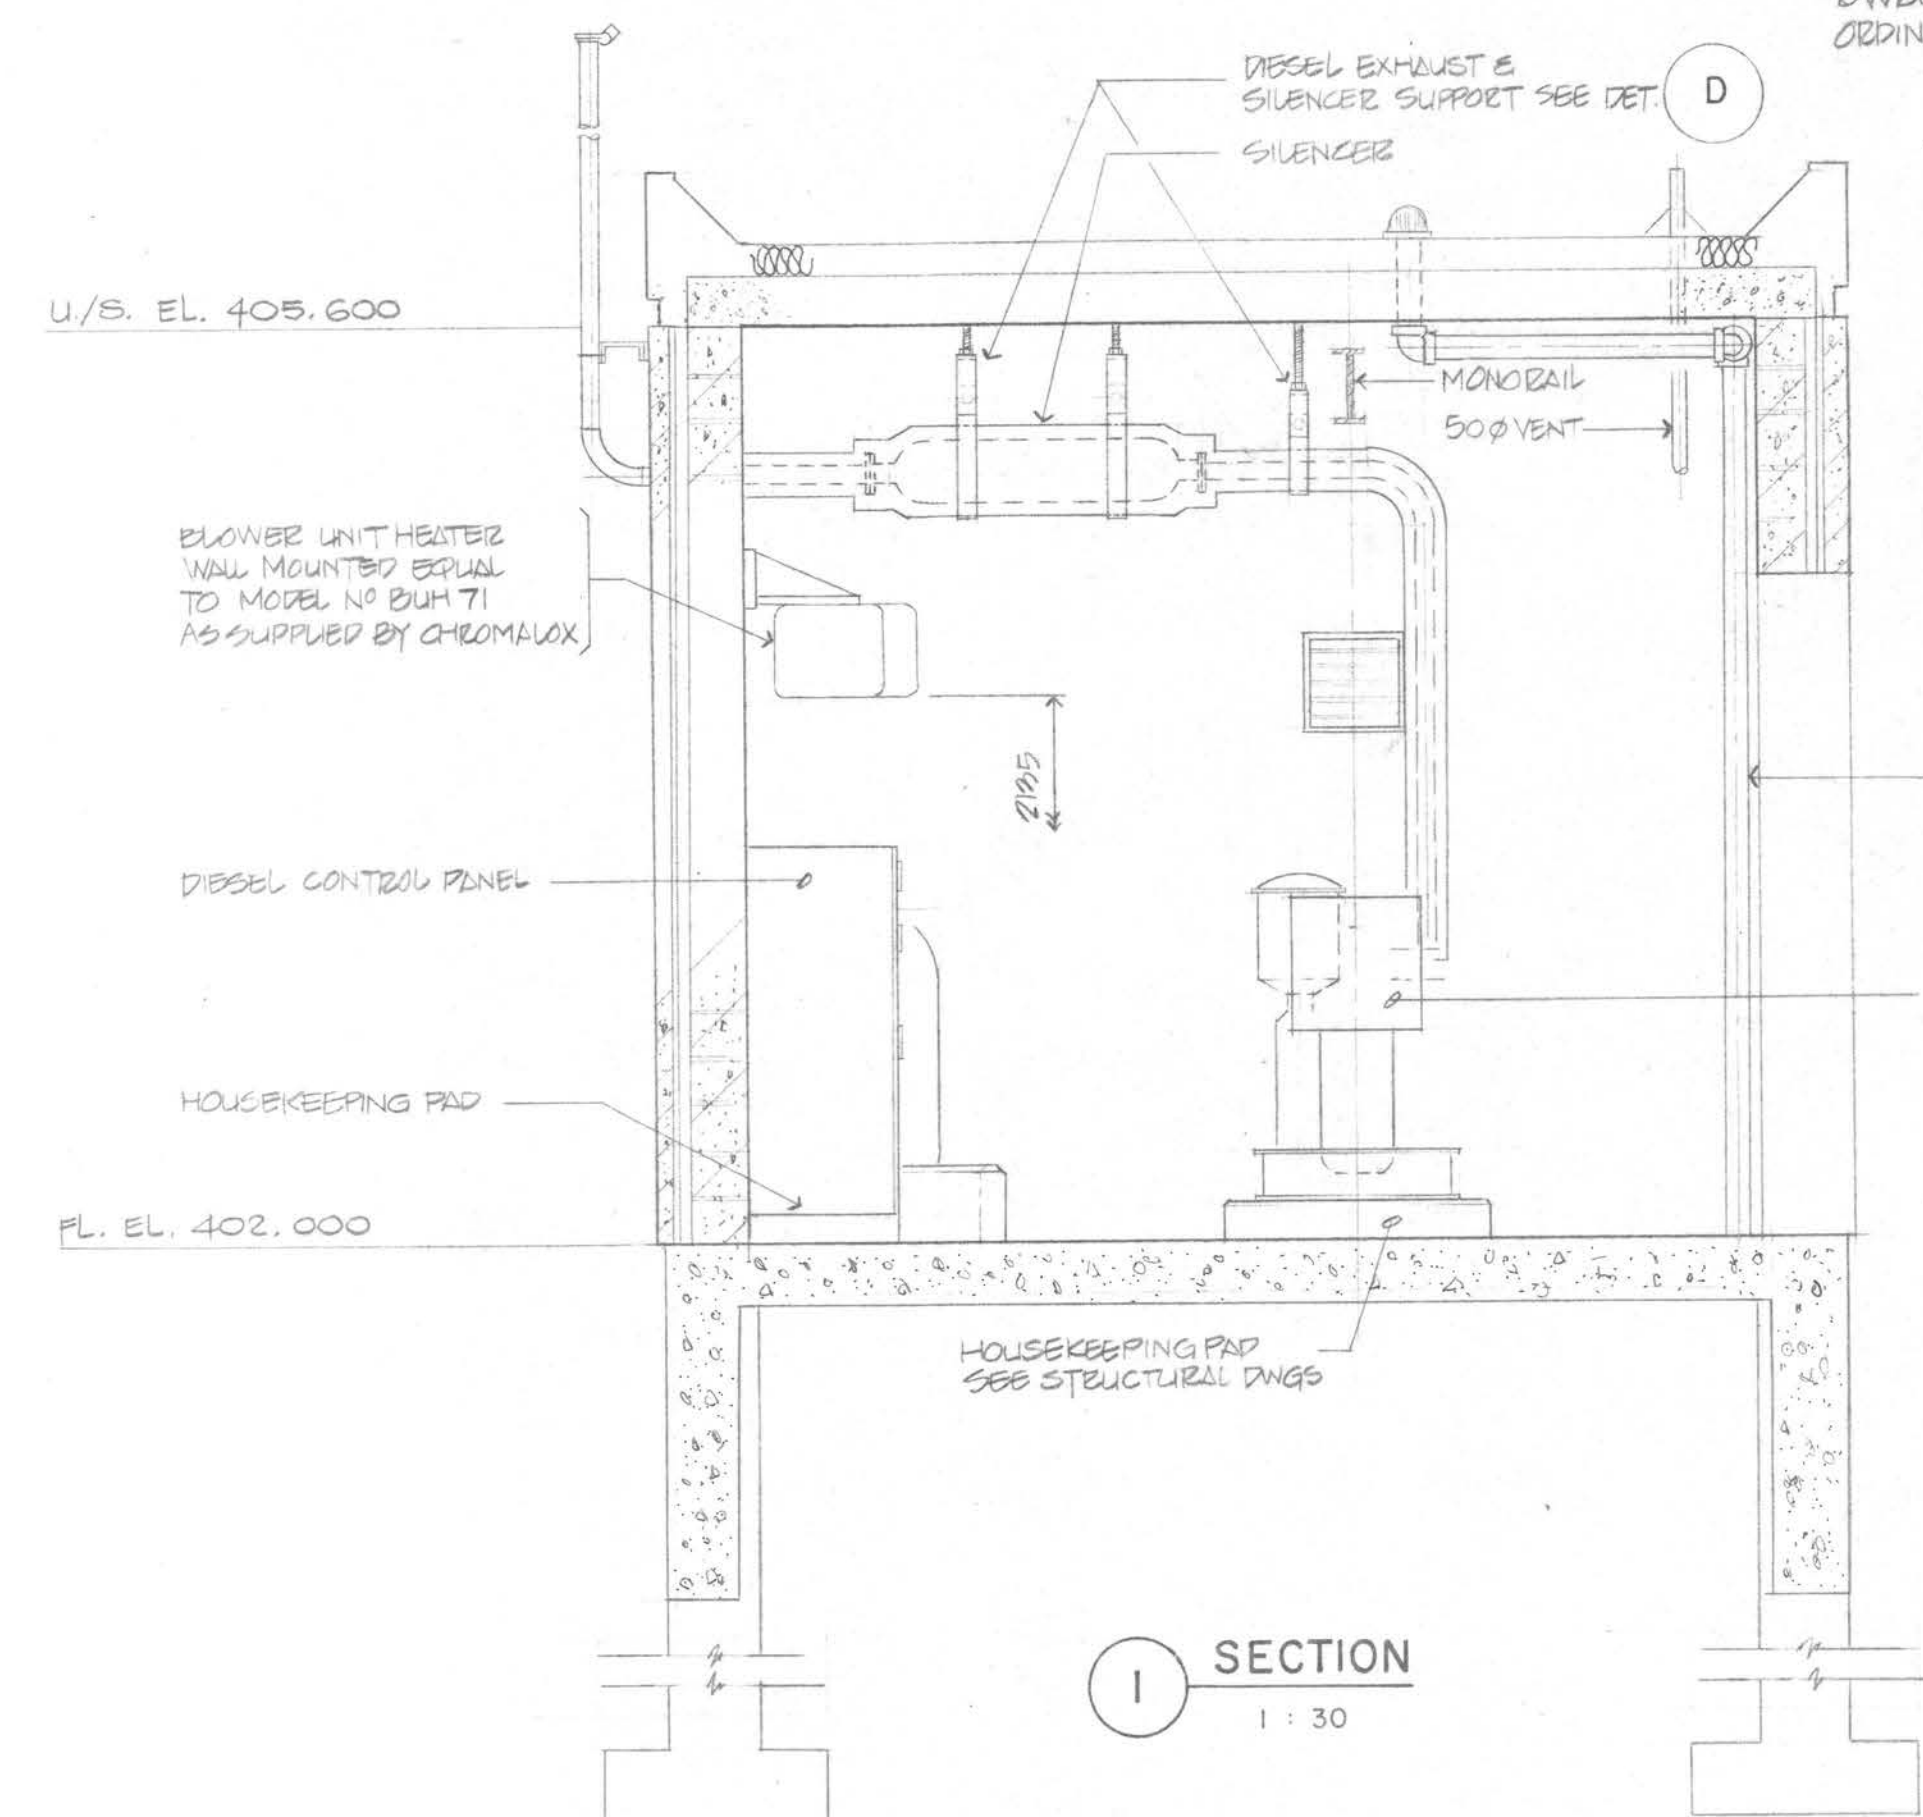 ORDIN
DIESEL EXHAUST &
SILENCER SUPPORT SEE DET. D
SILENCER
U./S. EL. 405.600
MONORAIL
50Ø VENT
BLOWER UNIT HEATER
WALL MOUNTED EQUAL
TO MODEL Nº BUH 71
AS SUPPLIED BY CHROMALOX
2135
DIESEL CONTROL PANEL
HOUSEKEEPING PAD
FL. EL. 402.000
HOUSEKEEPING PAD
SEE STRUCTURAL DWGS
1 SECTION
1 : 30